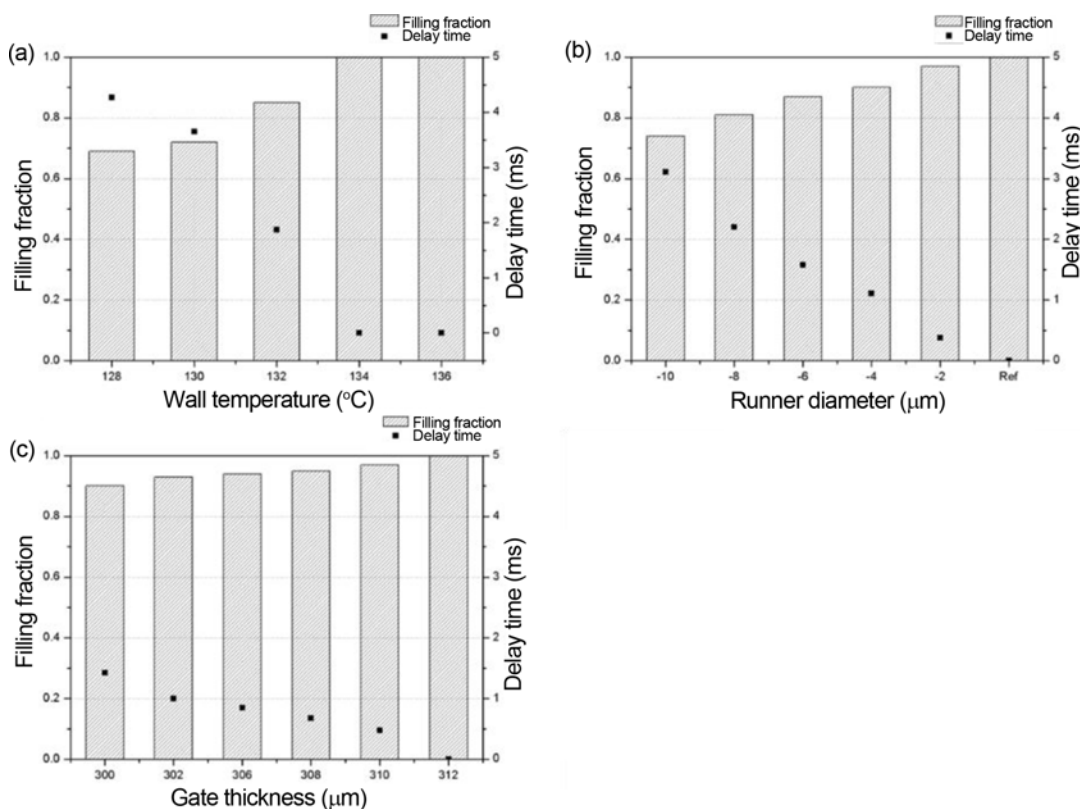 Filling fraction
Delay time
(a)
1.0
0.8
0.6
0.4
0.2
0.0
Filling fraction
5
4
3
2
1
0
Delay time (ms)
128 130 132 134 136
Wall temperature (°C)
Filling fraction
Delay time
(b)
1.0
0.8
0.6
0.4
0.2
0.0
Filling fraction
5
4
3
2
1
0
Delay time (ms)
-10 -8 -6 -4 -2 Ref
Runner diameter (μm)
Filling fraction
Delay time
(c)
1.0
0.8
0.6
0.4
0.2
0.0
Filling fraction
5
4
3
2
1
0
Delay time (ms)
300 302 306 308 310 312
Gate thickness (μm)